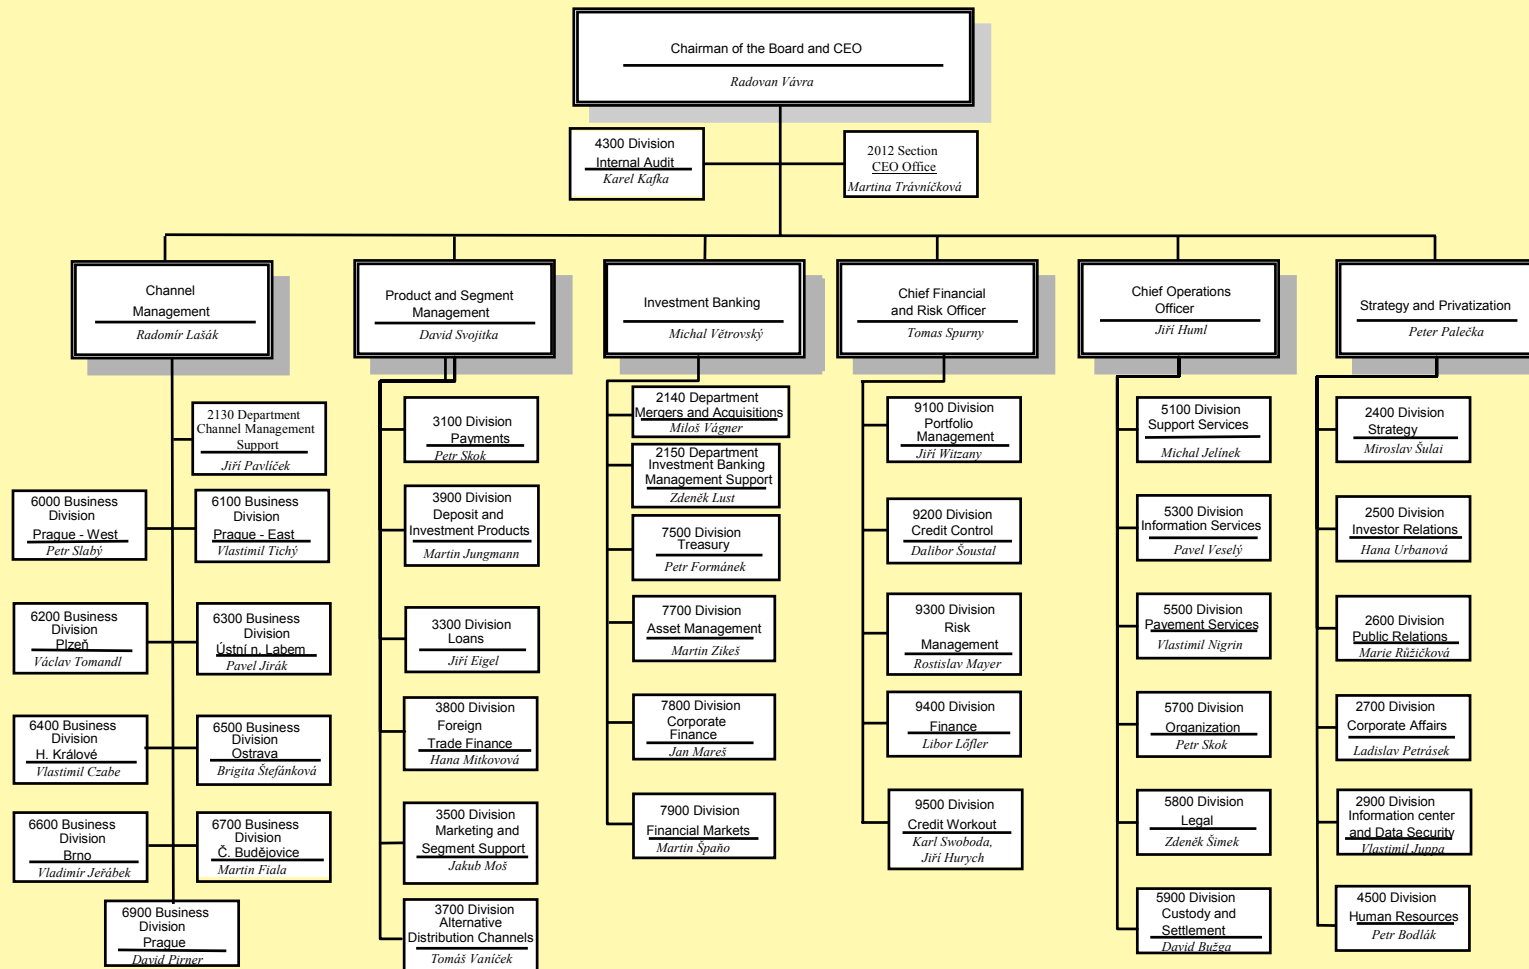 Chairman of the Board and CEO
Radovan Vávra
4300 Division
Internal Audit
Karel Kafka
2012 Section
CEO Office
Martina Trávníčková
Channel
Management
Radomír Lašák
Product and Segment
Management
David Svojitka
Investment Banking
Michal Větrovský
Chief Financial
and Risk Officer
Tomas Spurny
Chief Operations
Officer
Jiří Huml
Strategy and Privatization
Peter Palečka
2130 Department
Channel Management
Support
Jiří Pavlíček
6000 Business
Division
Prague - West
Petr Slabý
6100 Business
Division
Prague - East
Vlastimil Tichý
6200 Business
Division
Plzeň
Václav Tomandl
6300 Business
Division
Ústní n. Labem
Pavel Jirák
6400 Business
Division
H. Králové
Vlastimil Czabe
6500 Business
Division
Ostrava
Brigita Štefánková
6600 Business
Division
Brno
Vladimír Jeřábek
6700 Business
Division
Č. Budějovice
Martin Fiala
6900 Business
Division
Prague
David Pirner
3100 Division
Payments
Petr Skok
3900 Division
Deposit and
Investment Products
Martin Jungmann
3300 Division
Loans
Jiří Eigel
3800 Division
Foreign
Trade Finance
Hana Mitkovová
3500 Division
Marketing and
Segment Support
Jakub Moš
3700 Division
Alternative
Distribution Channels
Tomáš Vaníček
2140 Department
Mergers and Acquisitions
Miloš Vágner
2150 Department
Investment Banking
Management Support
Zdeněk Lust
7500 Division
Treasury
Petr Formánek
7700 Division
Asset Management
Martin Zikeš
7800 Division
Corporate
Finance
Jan Mareš
7900 Division
Financial Markets
Martin Špaňo
9100 Division
Portfolio
Management
Jiří Witzany
9200 Division
Credit Control
Dalibor Šoustal
9300 Division
Risk
Management
Rostislav Mayer
9400 Division
Finance
Libor Löfler
9500 Division
Credit Workout
Karl Swoboda,
Jiří Hurych
5100 Division
Support Services
Michal Jelínek
5300 Division
Information Services
Pavel Veselý
5500 Division
Pavement Services
Vlastimil Nigrin
5700 Division
Organization
Petr Skok
5800 Division
Legal
Zdeněk Šimek
5900 Division
Custody and
Settlement
David Bužga
2400 Division
Strategy
Miroslav Šulai
2500 Division
Investor Relations
Hana Urbanová
2600 Division
Public Relations
Marie Růžičková
2700 Division
Corporate Affairs
Ladislav Petrásek
2900 Division
Information center
and Data Security
Vlastimil Juppa
4500 Division
Human Resources
Petr Bodlák